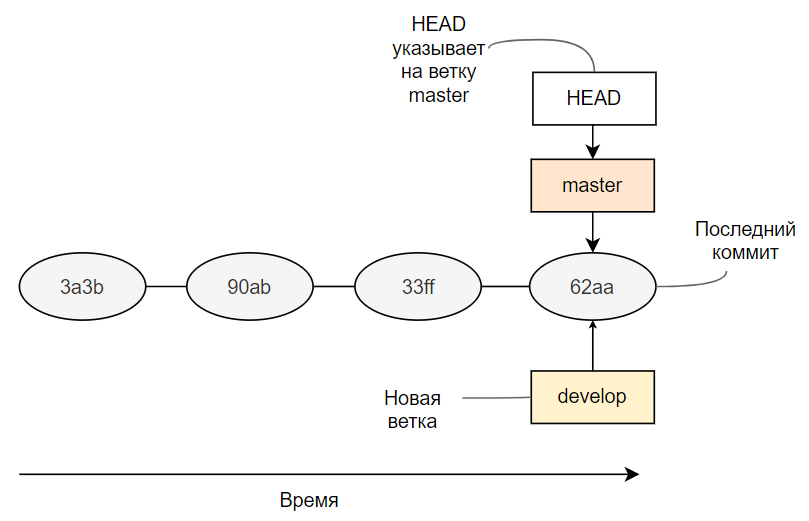 HEAD
указывает
на ветку
master
HEAD
master
Последний
коммит
3a3b
90ab
33ff
62aa
develop
Новая
ветка
Время